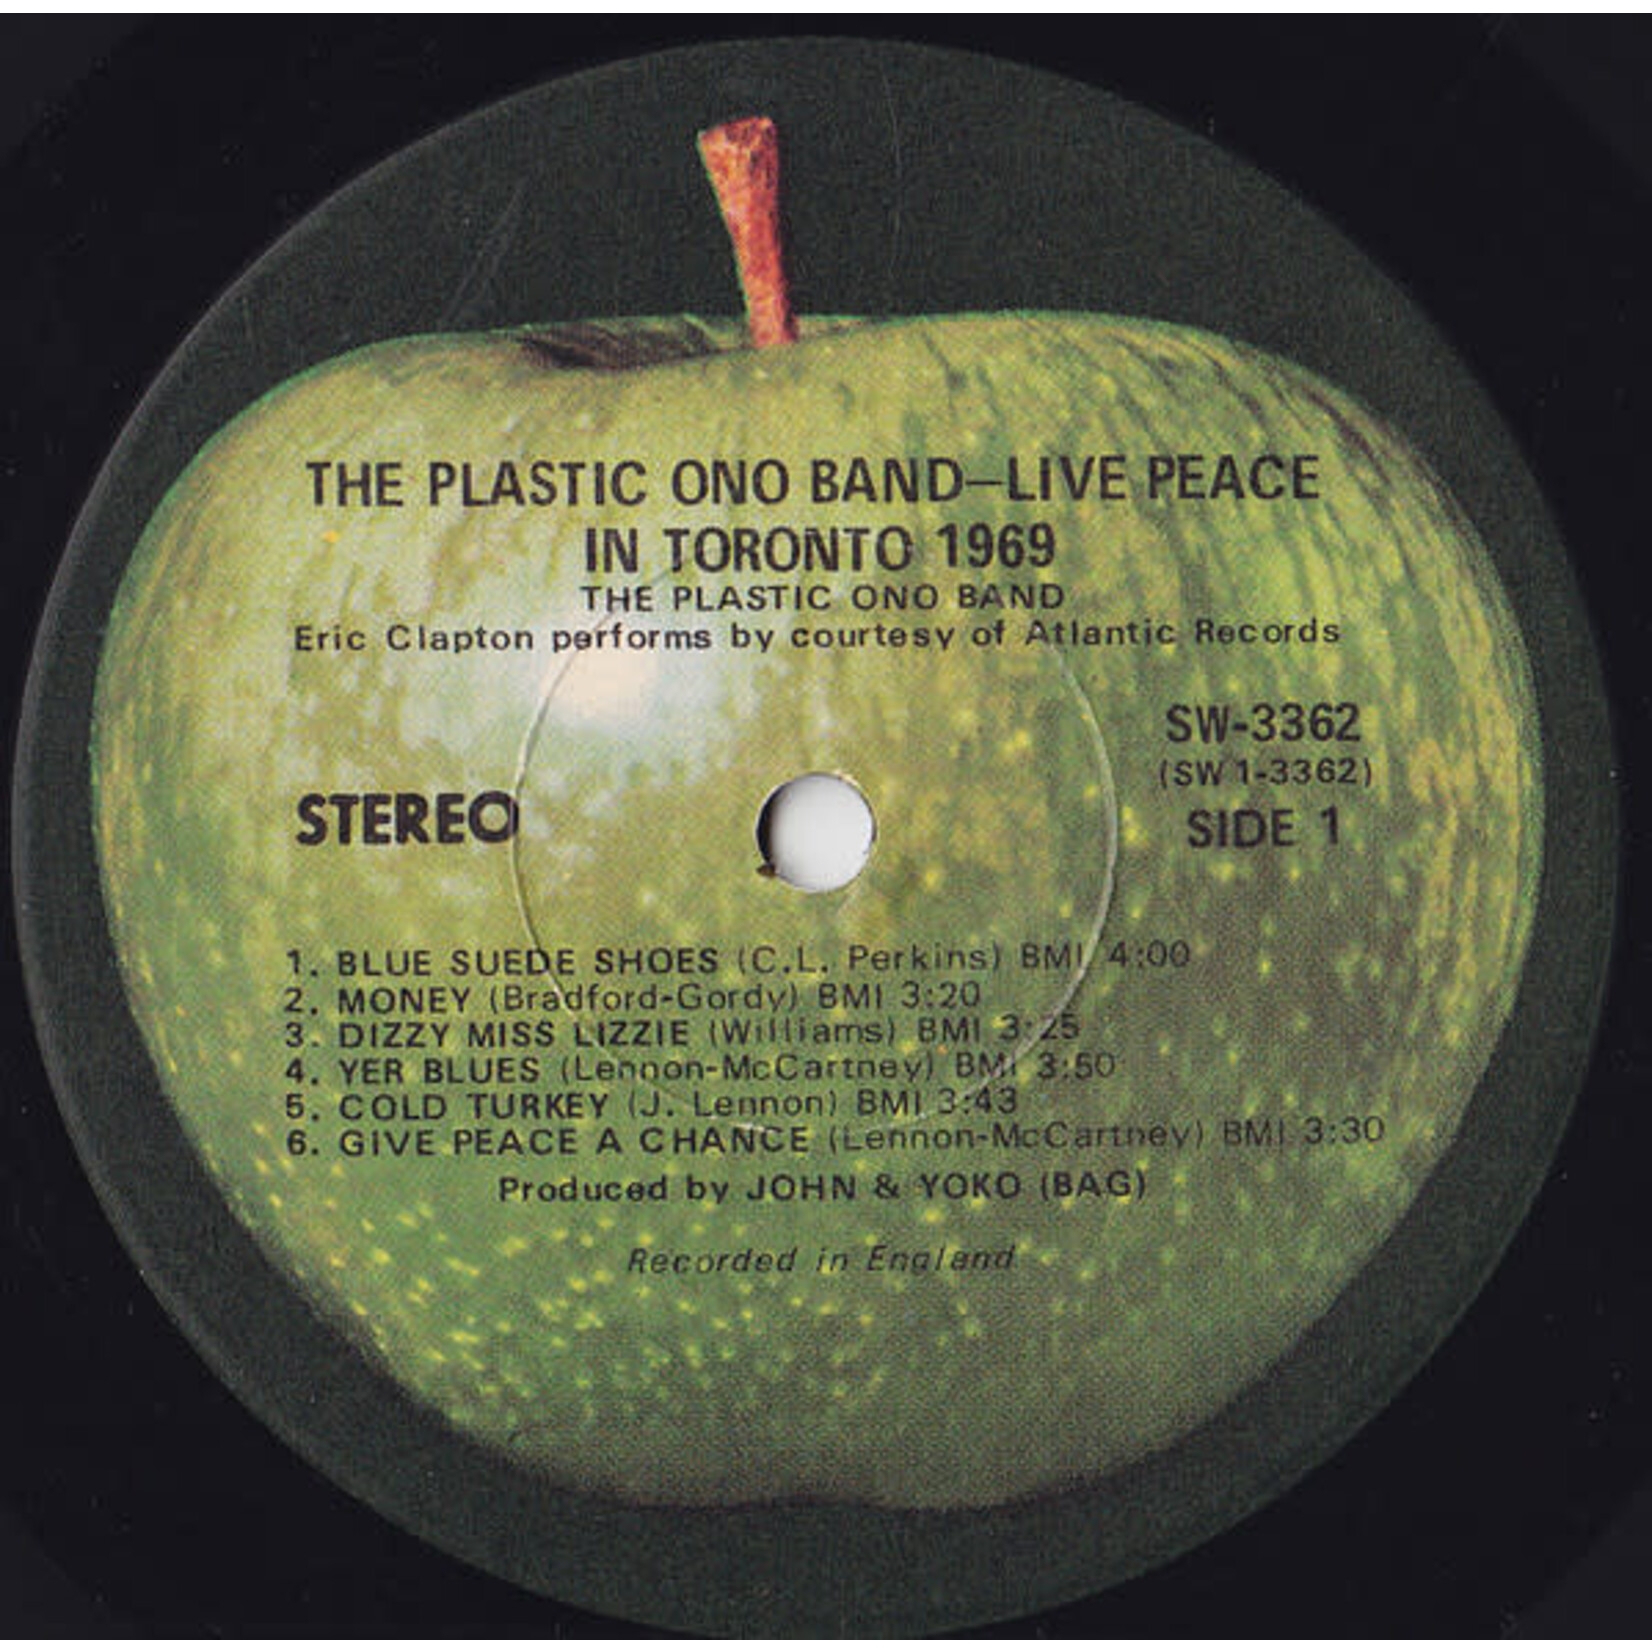 THE PLASTIC ONO BAND—LIVE PEACE
IN TORONTO 1969
THE PLASTIC ONO BAND
Eric Clapton performs by courtesy of Atlantic Records
SW-3362
(SW 1-3362)
STEREO
SIDE 1
1. BLUE SUEDE SHOES (C.L. Perkins) BMI 4:00
2. MONEY (Bradford-Gordy) BMI 3:20
3. DIZZY MISS LIZZIE (Williams) BMI 3:25
4. YER BLUES (Lennon-McCartney) BMI 3:50
5. COLD TURKEY (J. Lennon) BMI 3:43
6. GIVE PEACE A CHANCE (Lennon-McCartney) BMI 3:30
Produced by JOHN & YOKO (BAG)
Recorded in England